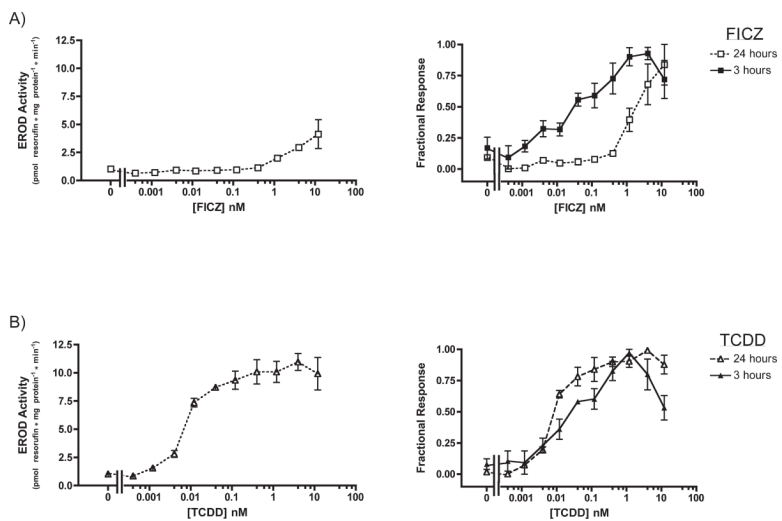 A)
EROD Activity
(pmol resorufin * mg protein⁻¹ * min⁻¹)
12.5
10.0
7.5
5.0
2.5
0.0
0
0.001
0.01
0.1
1
10
100
[FICZ] nM
Fractional Response
1.00
0.75
0.50
0.25
0.00
0
0.001
0.01
0.1
1
10
100
[FICZ] nM
FICZ
24 hours
3 hours
B)
EROD Activity
(pmol resorufin * mg protein⁻¹ * min⁻¹)
12.5
10.0
7.5
5.0
2.5
0.0
0
0.001
0.01
0.1
1
10
100
[TCDD] nM
Fractional Response
1.00
0.75
0.50
0.25
0.00
0
0.001
0.01
0.1
1
10
100
[TCDD] nM
TCDD
24 hours
3 hours